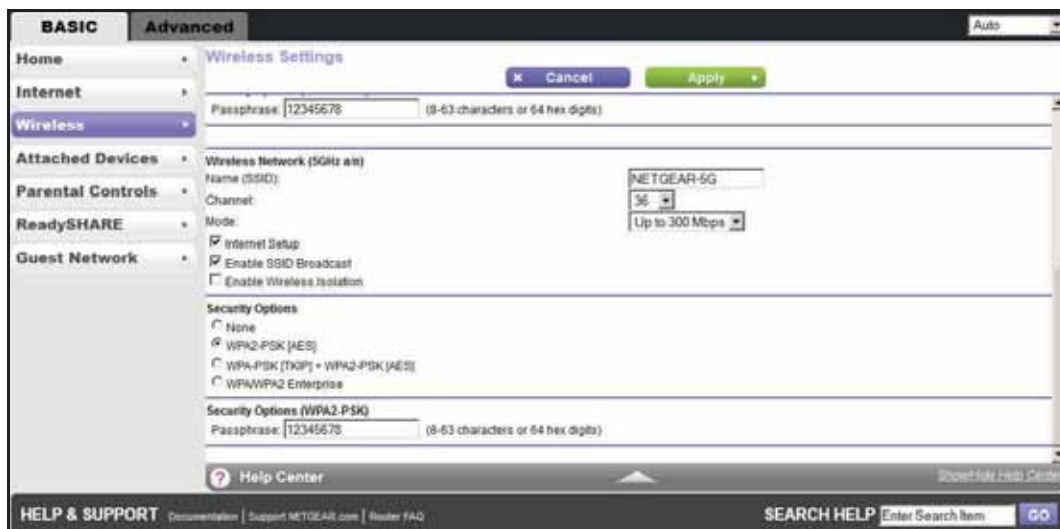 BASIC
Advanced
Auto
Home
Internet
Wireless
Attached Devices
Parental Controls
ReadySHARE
Guest Network
Wireless Settings
Cancel
Apply
Passphrase: 12345678 (8-63 characters or 64 hex digits)
Wireless Network (5GHz a/n)
Name (SSID): NETGEAR-5G
Channel: 36
Mode: Up to 300 Mbps
Internet Setup
Enable SSID Broadcast
Enable Wireless Isolation
Security Options
None
WPA2-PSK [AES]
WPA-PSK [TKIP] + WPA2-PSK [AES]
WPA/WPA2 Enterprise
Security Options (WPA2-PSK)
Passphrase: 12345678 (8-63 characters or 64 hex digits)
Help Center
Show/Hide Help Center
HELP & SUPPORT Documentation | Support NETGEAR.com | Router FAQ
SEARCH HELP Enter Search Item GO